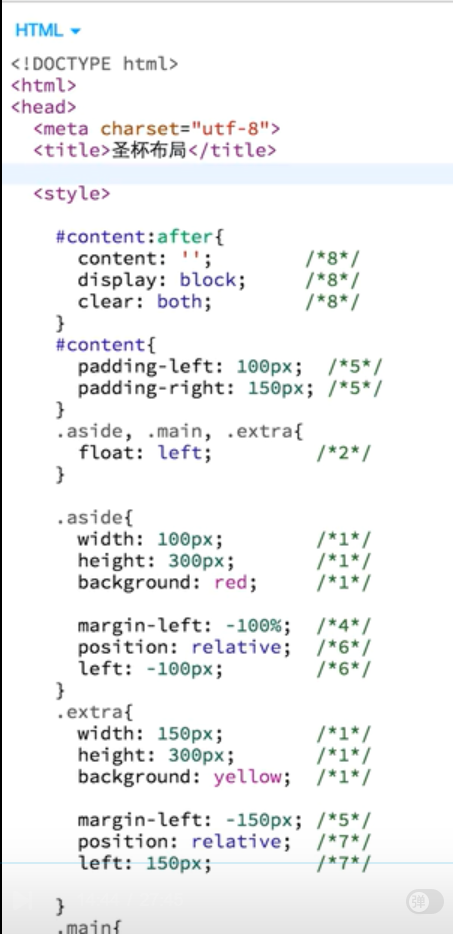 HTML
<!DOCTYPE html>
<html>
<head>
<meta charset="utf-8">
<title>圣杯布局</title>
<style>
#content:after{
content: ''; /*8*/
display: block; /*8*/
clear: both; /*8*/
}
#content{
padding-left: 100px; /*5*/
padding-right: 150px; /*5*/
}
.aside, .main, .extra{
float: left; /*2*/
}
.aside{
width: 100px; /*1*/
height: 300px; /*1*/
background: red; /*1*/
margin-left: -100%; /*4*/
position: relative; /*6*/
left: -100px; /*6*/
}
.extra{
width: 150px; /*1*/
height: 300px; /*1*/
background: yellow; /*1*/
margin-left: -150px; /*5*/
position: relative; /*7*/
left: 150px; /*7*/
弹
}
.main{